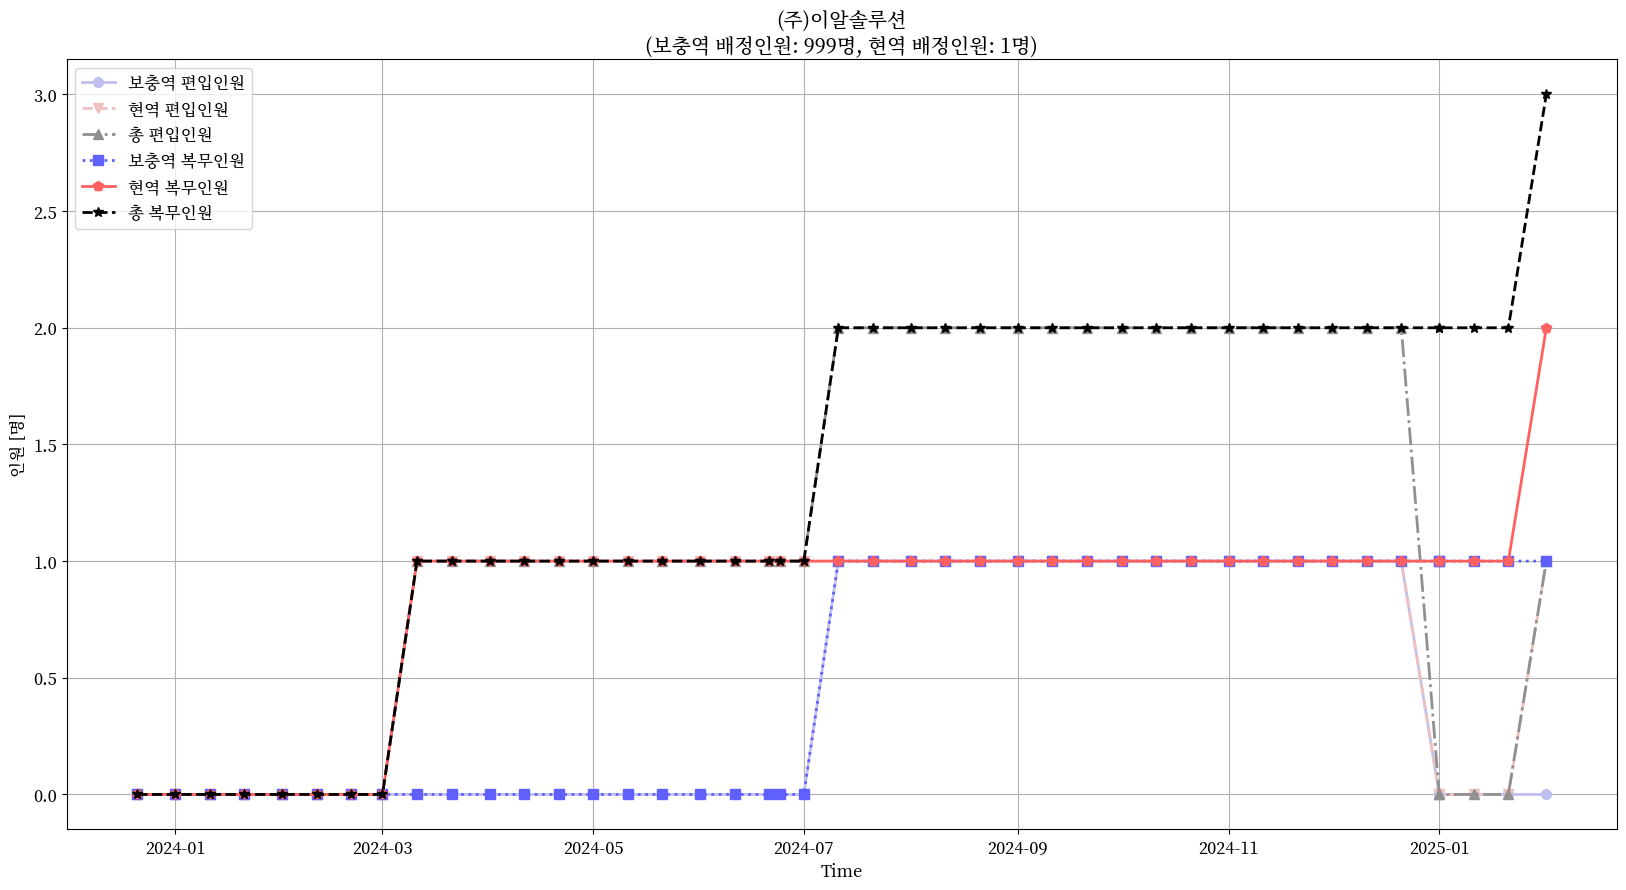 (주)이알솔루션
(보충역 배정인원: 999명, 현역 배정인원: 1명)
보충역 편입인원
현역 편입인원
총 편입인원
보충역 복무인원
현역 복무인원
총 복무인원
인원 [명]
3.0
2.5
2.0
1.5
1.0
0.5
0.0
2024-01
2024-03
2024-05
2024-07
2024-09
2024-11
2025-01
Time